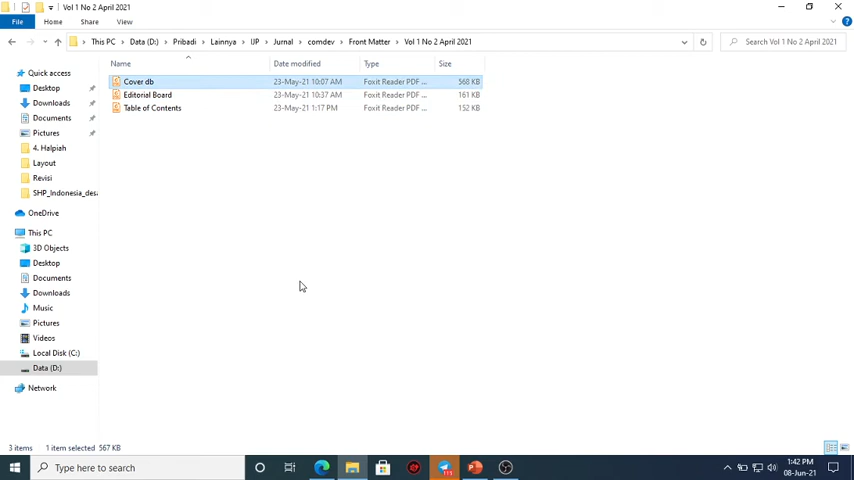 Vol 1 No 2 April 2021
File Home Share View
This PC Data (D:) Pribadi Lainnya IJP Jurnal comdev Front Matter Vol 1 No 2 April 2021 Search Vol 1 No 2 April 2021
Name Date modified Type Size
Cover db 23-May-21 10:07 AM Foxit Reader PDF ... 568 KB
Editorial Board 23-May-21 10:37 AM Foxit Reader PDF ... 161 KB
Table of Contents 23-May-21 1:17 PM Foxit Reader PDF ... 152 KB
Quick access
Desktop
Downloads
Documents
Pictures
4. Halpiah
Layout
Revisi
SHP_Indonesia_desa
OneDrive
This PC
3D Objects
Desktop
Documents
Downloads
Music
Pictures
Videos
Local Disk (C:)
Data (D:)
Network
3 items 1 item selected 567 KB
Type here to search
1:42 PM
08-Jun-21